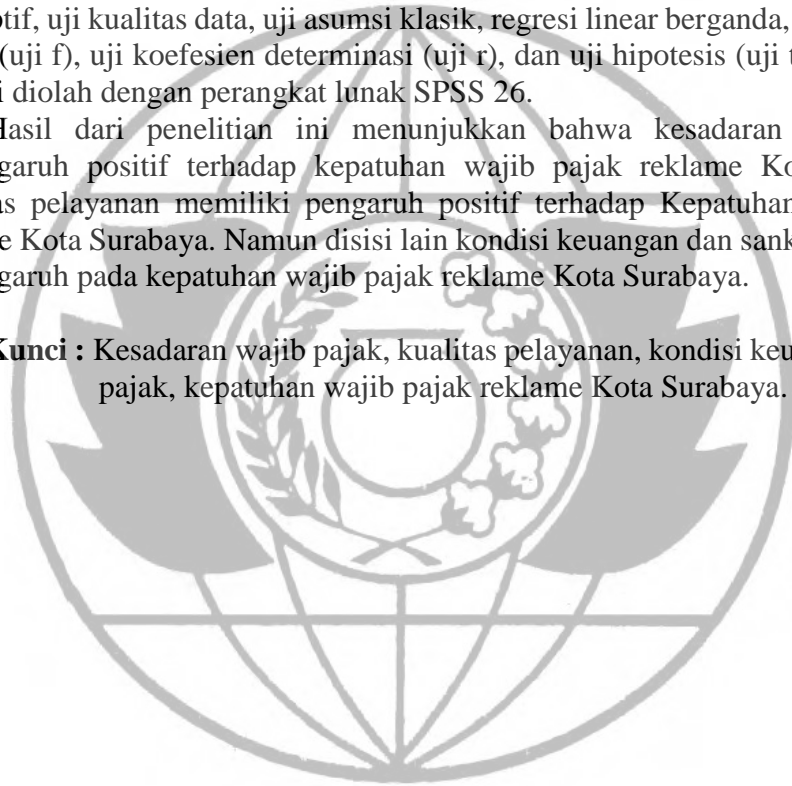 tif, uji kualitas data, uji asumsi klasik, regresi linear berganda,
(uji f), uji koefesien determinasi (uji r), dan uji hipotesis (uji t
diolah dengan perangkat lunak SPSS 26.
Hasil dari penelitian ini menunjukkan bahwa kesadaran
garuh positif terhadap kepatuhan wajib pajak reklame Ko
as pelayanan memiliki pengaruh positif terhadap Kepatuhan
e Kota Surabaya. Namun disisi lain kondisi keuangan dan sank
garuh pada kepatuhan wajib pajak reklame Kota Surabaya.
Kunci : Kesadaran wajib pajak, kualitas pelayanan, kondisi keu
pajak, kepatuhan wajib pajak reklame Kota Surabaya.